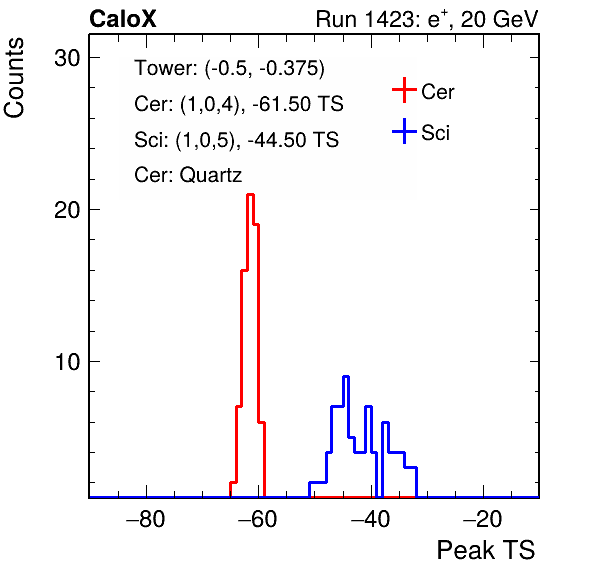 CaloX Run 1423: e⁺, 20 GeV
Counts
30
20
10
Tower: (-0.5, -0.375)
Cer: (1,0,4), -61.50 TS
Sci: (1,0,5), -44.50 TS
Cer: Quartz
Cer
Sci
−80 −60 −40 −20
Peak TS